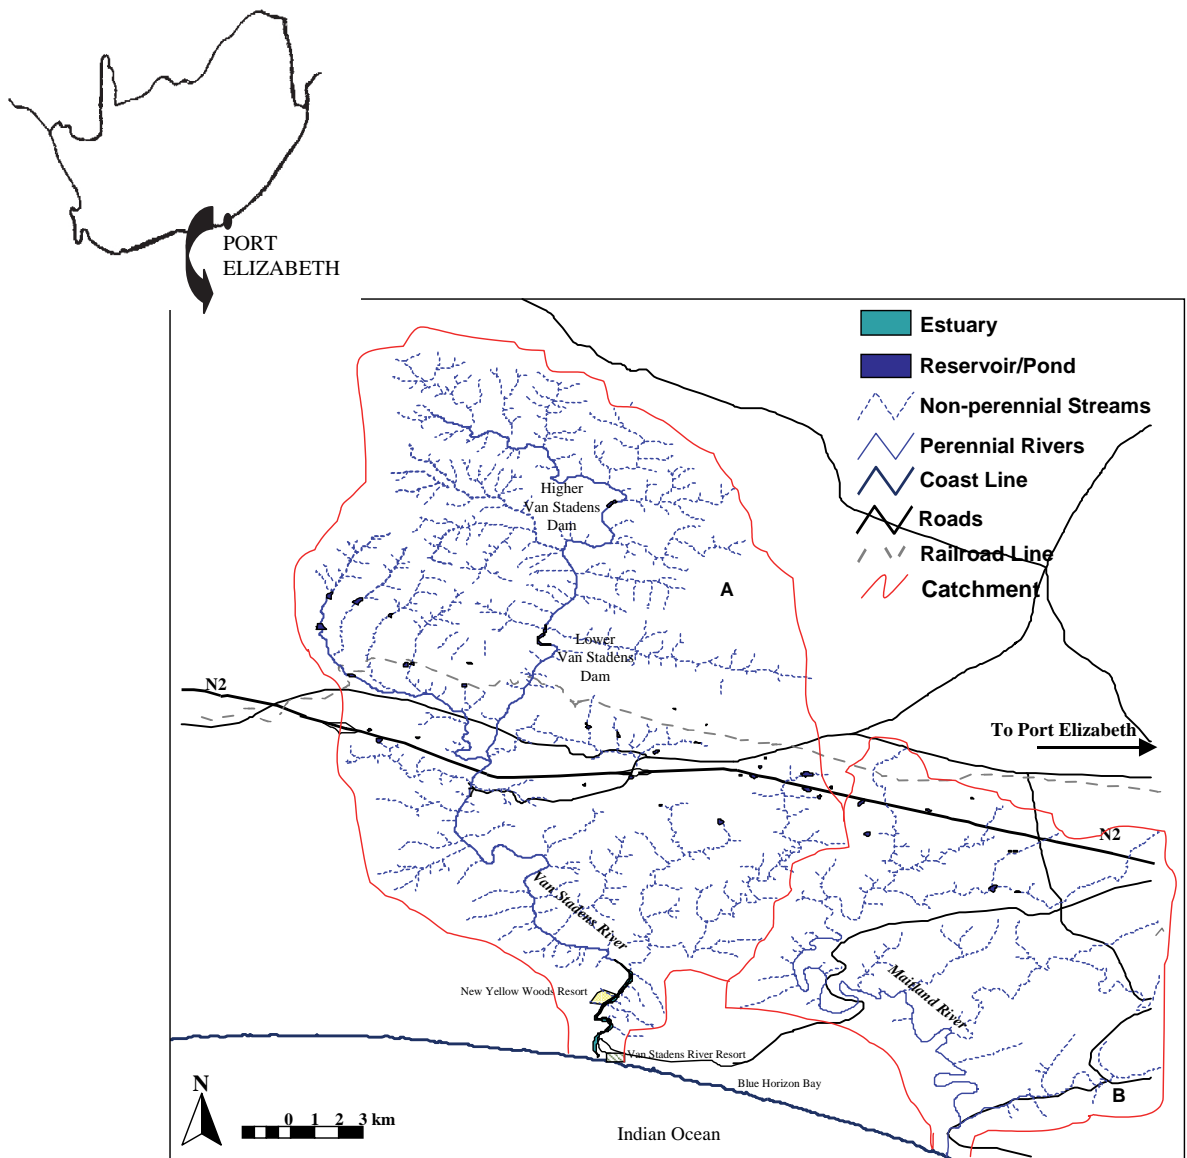 PORT
ELIZABETH
Estuary
Reservoir/Pond
Non-perennial Streams
Perennial Rivers
Coast Line
Roads
Railroad Line
Catchment
Higher
Van Stadens
Dam
A
Lower
Van Stadens
Dam
N2
To Port Elizabeth
N2
Van Stadens River
Maitland River
New Yellow Woods Resort
Van Stadens River Resort
Blue Horizon Bay
B
N
0 1 2 3 km
Indian Ocean